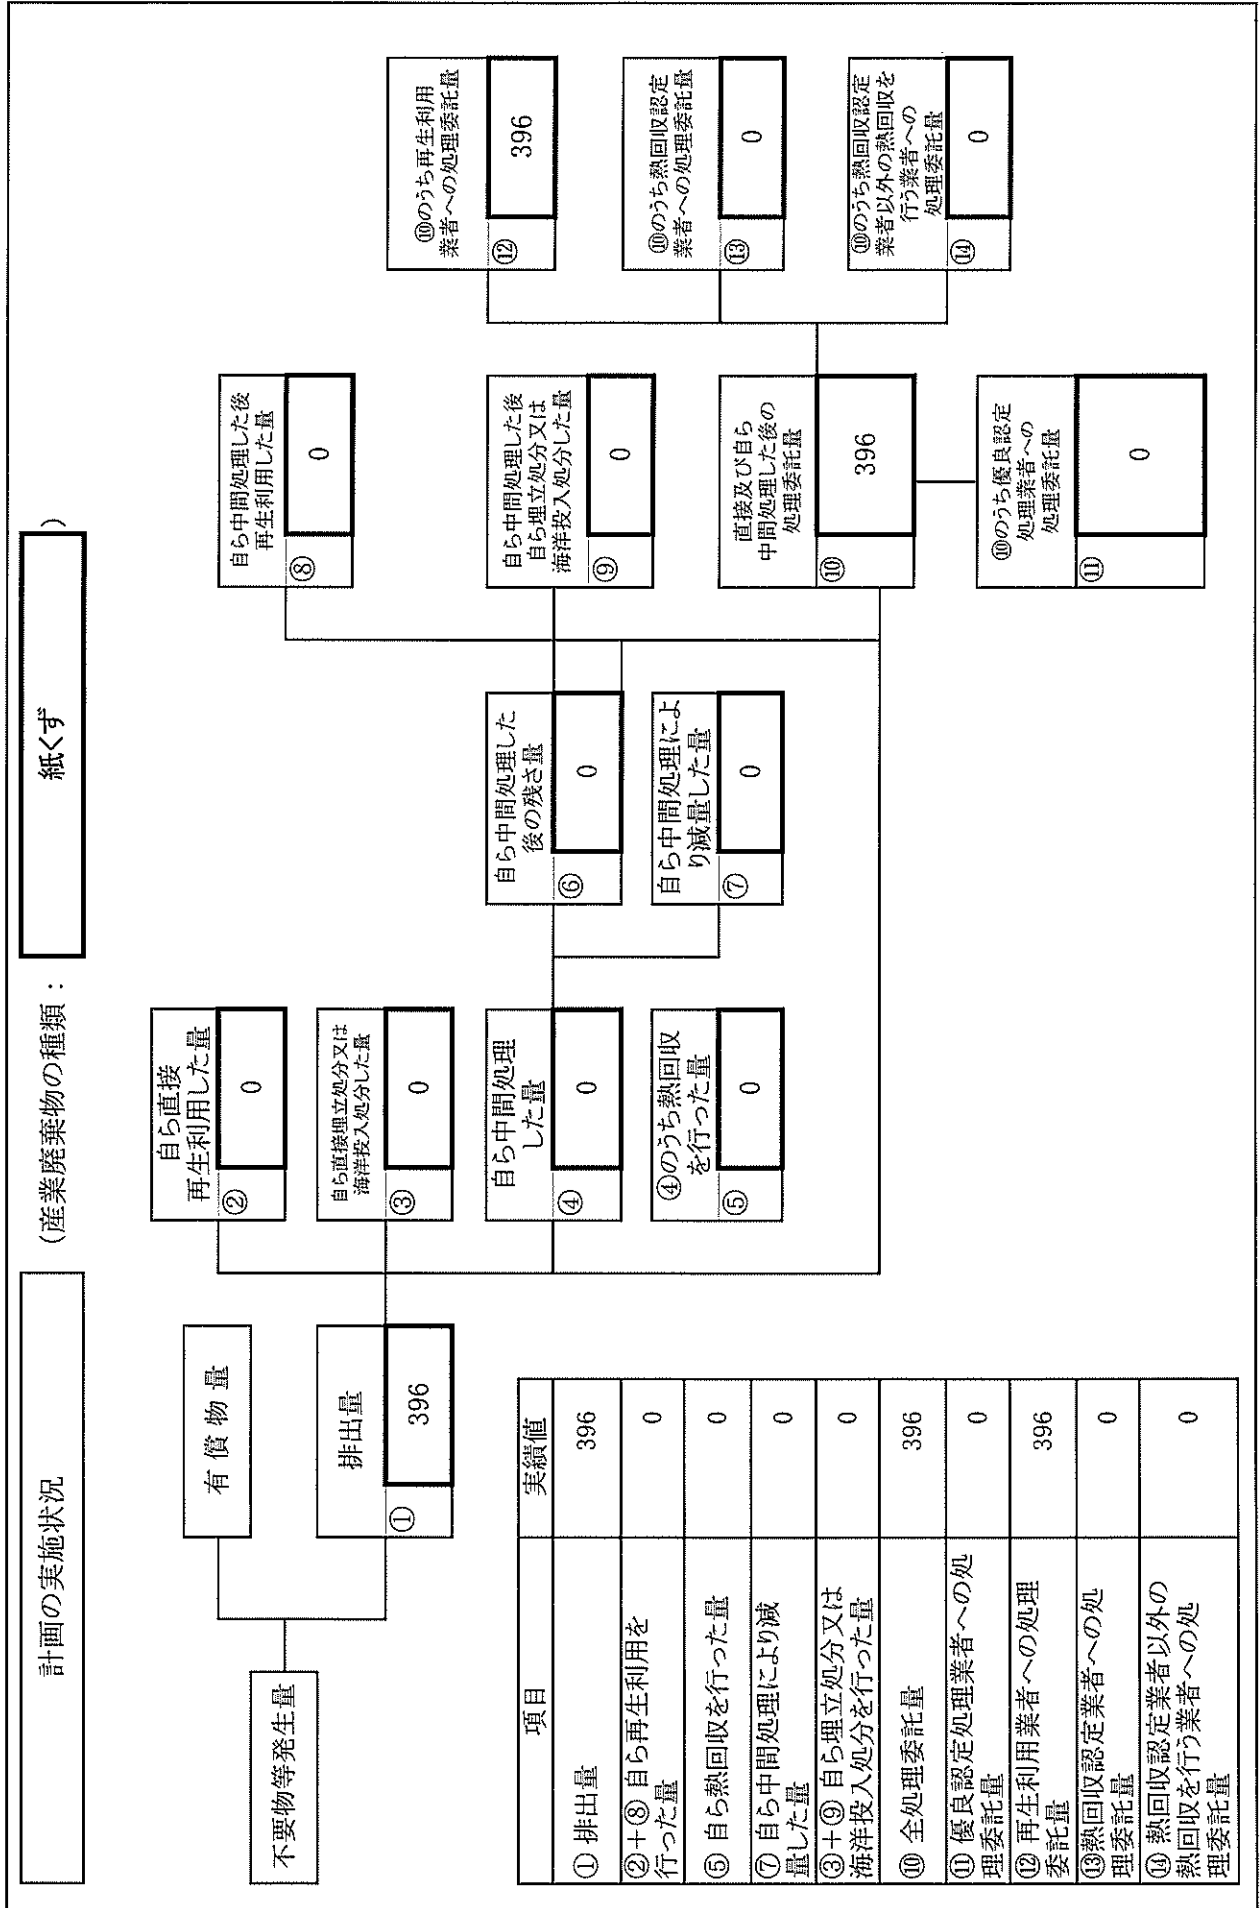 計画の実施状況
(産業廃棄物の種類:
紙くず
)
不要物等発生量
有償物量
排出量
①
396
自ら直接
再生利用した量
②
0
自ら直接埋立処分又は
海洋投入処分した量
③
0
自ら中間処理
した量
④
0
④のうち熱回収
を行った量
⑤
0
自ら中間処理した
後の残さ量
⑥
0
自ら中間処理によ
り減量した量
⑦
0
自ら中間処理した後
再生利用した量
⑧
0
自ら中間処理した後
自ら埋立処分又は
海洋投入処分した量
⑨
0
直接及び自ら
中間処理した後の
処理委託量
⑩
396
⑩のうち優良認定
処理業者への
処理委託量
⑪
0
⑩のうち再生利用
業者への処理委託量
⑫
396
⑩のうち熱回収認定
業者への処理委託量
⑬
0
⑩のうち熱回収認定
業者以外の熱回収を
行う業者への
処理委託量
⑭
0
項目 実績値
① 排出量 396
②+⑧ 自ら再生利用を
行った量 0
⑤ 自ら熱回収を行った量 0
⑦ 自ら中間処理により減
量した量 0
③+⑨ 自ら埋立処分又は
海洋投入処分を行った量 0
⑩ 全処理委託量 396
⑪ 優良認定処理業者への処
理委託量 0
⑫ 再生利用業者への処理
委託量 396
⑬熱回収認定業者への処
理委託量 0
⑭ 熱回収認定業者以外の
熱回収を行う業者への処
理委託量 0